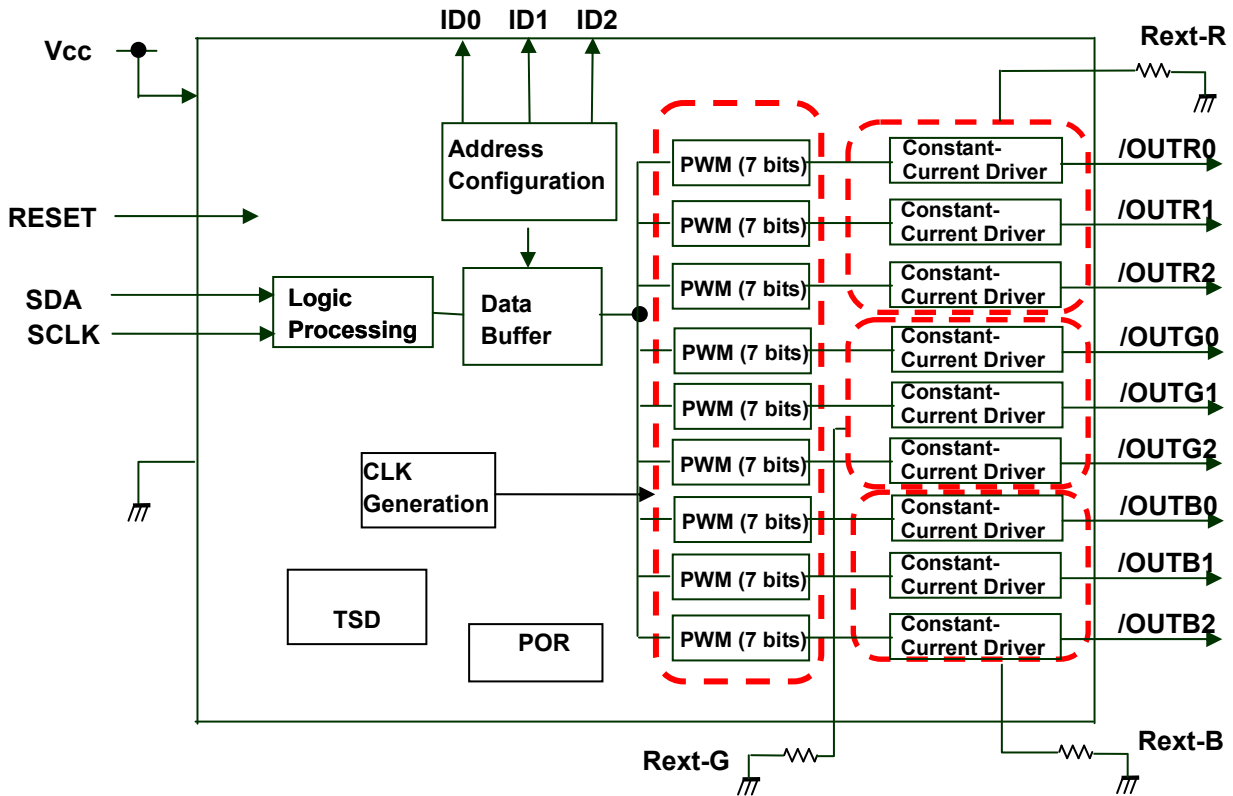 ID0 ID1 ID2
Vcc
Rext-R
Address
Configuration
RESET
SDA
SCLK
Logic
Processing
Data
Buffer
CLK
Generation
TSD
POR
PWM (7 bits)
Constant-
Current Driver
/OUTR0
PWM (7 bits)
Constant-
Current Driver
/OUTR1
PWM (7 bits)
Constant-
Current Driver
/OUTR2
PWM (7 bits)
Constant-
Current Driver
/OUTG0
PWM (7 bits)
Constant-
Current Driver
/OUTG1
PWM (7 bits)
Constant-
Current Driver
/OUTG2
PWM (7 bits)
Constant-
Current Driver
/OUTB0
PWM (7 bits)
Constant-
Current Driver
/OUTB1
PWM (7 bits)
Constant-
Current Driver
/OUTB2
Rext-G
Rext-B